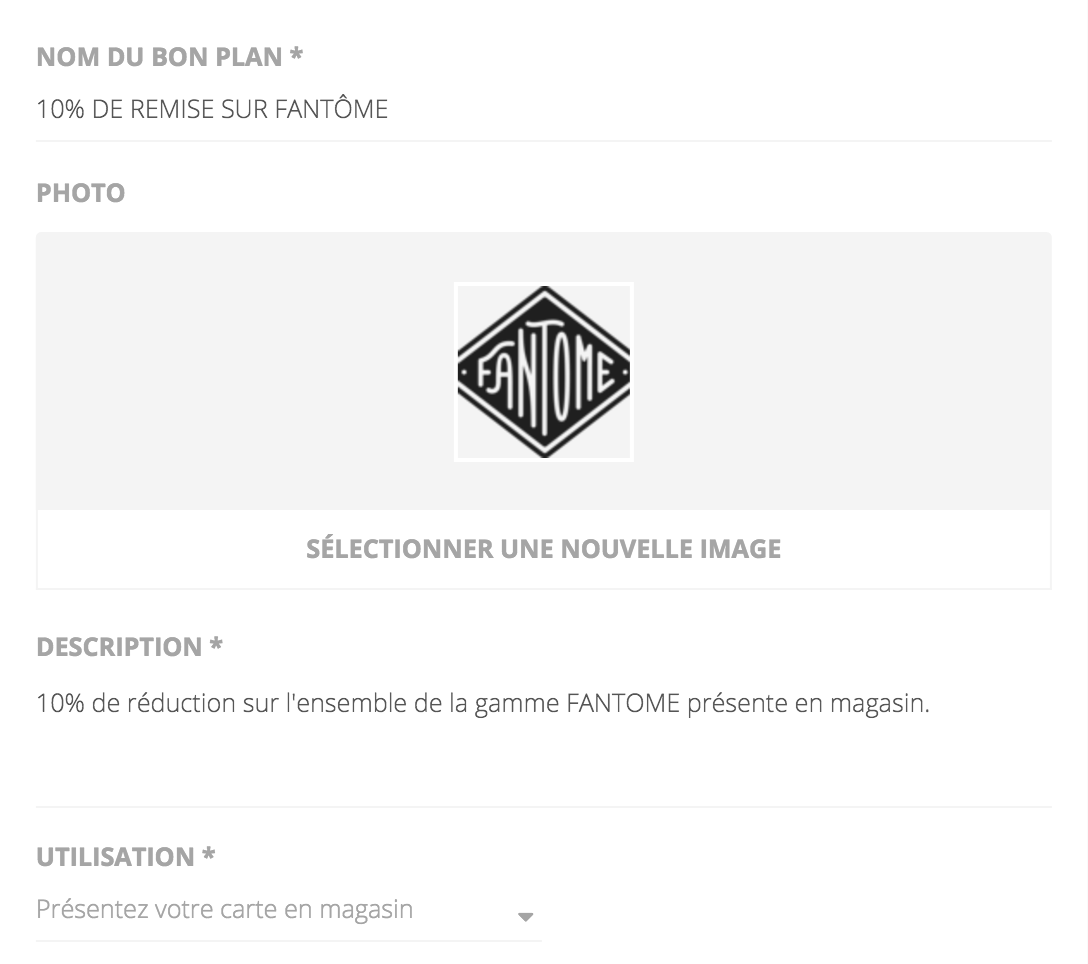 NOM DU BON PLAN *
10% DE REMISE SUR FANTÔME
PHOTO
FANTOME
SÉLECTIONNER UNE NOUVELLE IMAGE
DESCRIPTION *
10% de réduction sur l'ensemble de la gamme FANTOME présente en magasin.
UTILISATION *
Présentez votre carte en magasin